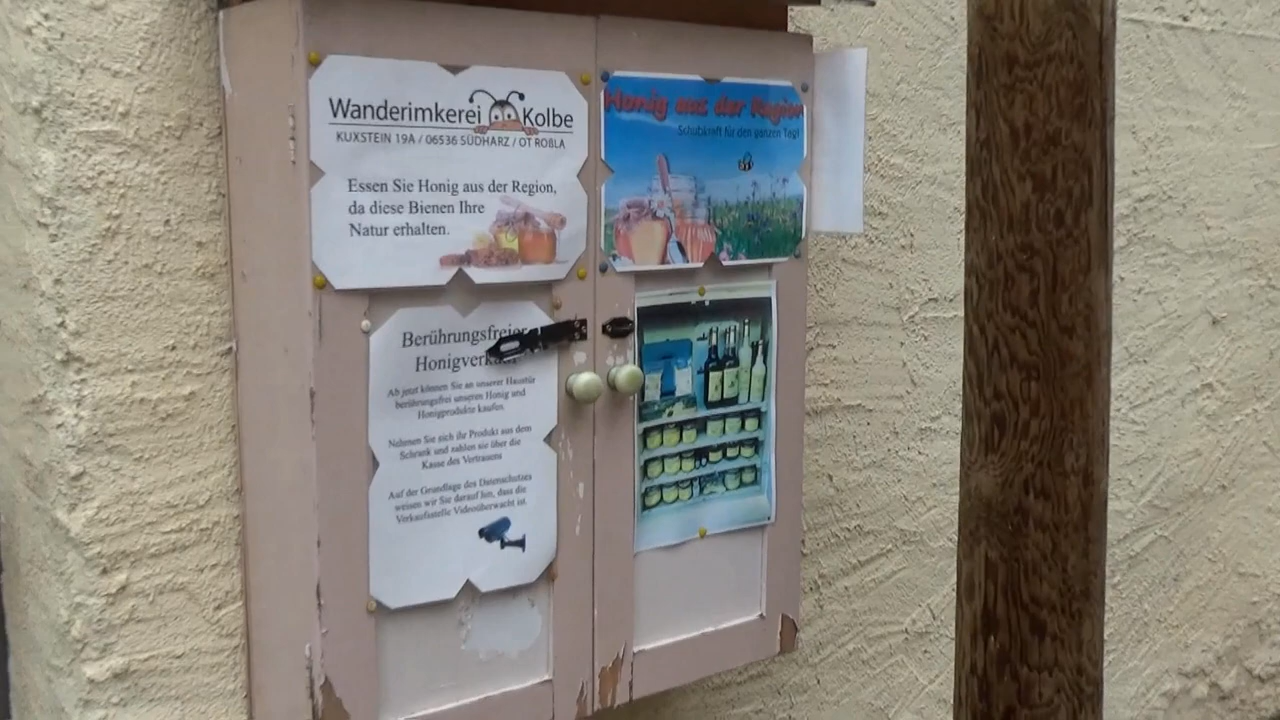 Wanderimkerei Kolbe
KUXSTEIN 19A / 06536 SÜDHARZ / OT ROßLA
Essen Sie Honig aus der Region,
da diese Bienen Ihre
Natur erhalten.
Honig aus der Region
Schubkraft für den ganzen Tag!
Berührungsfreier
Honigverkauf
Ab jetzt können Sie an unserer Haustür
berührungsfrei unseren Honig und
Honigprodukte kaufen.
Nehmen Sie sich ihr Produkt aus dem
Schrank und zahlen sie über die
Kasse des Vertrauens
Auf der Grundlage des Datenschutzes
weisen wir Sie darauf hin, dass die
Verkaufsstelle Videoüberwacht ist.